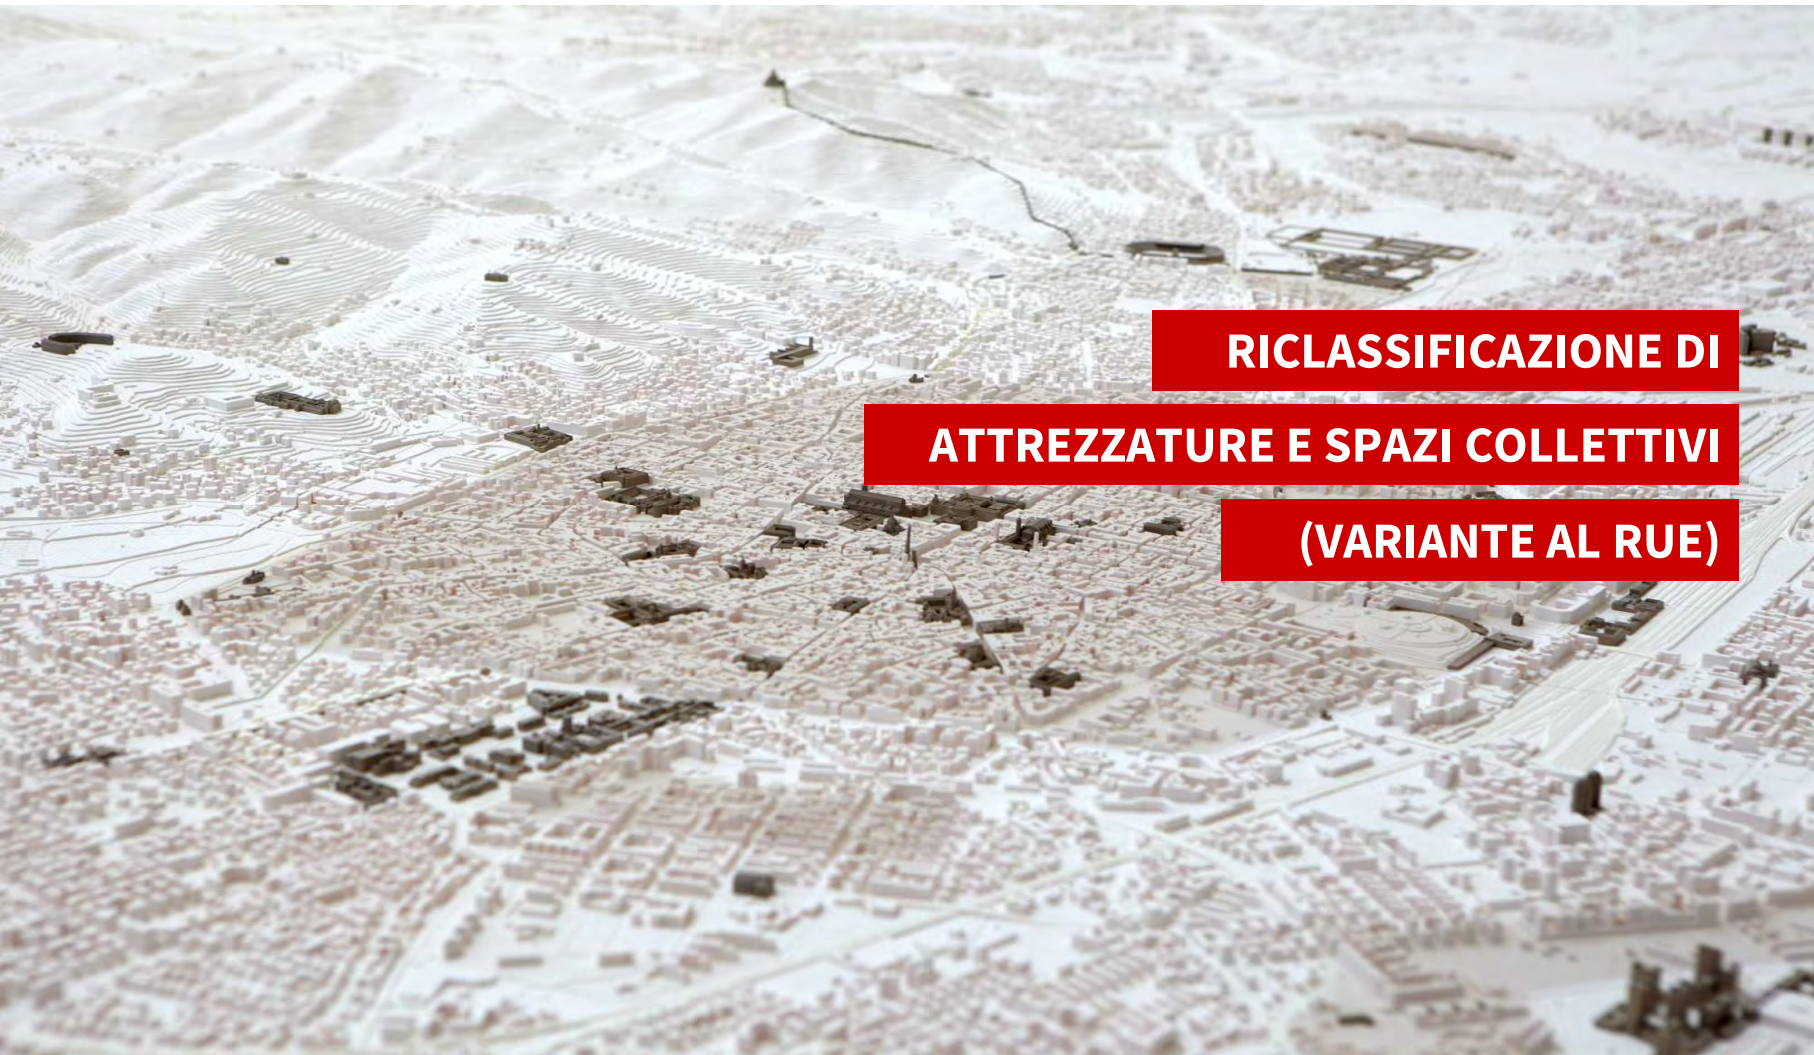 RICLASSIFICAZIONE DI
ATTREZZATURE E SPAZI COLLETTIVI
(VARIANTE AL RUE)